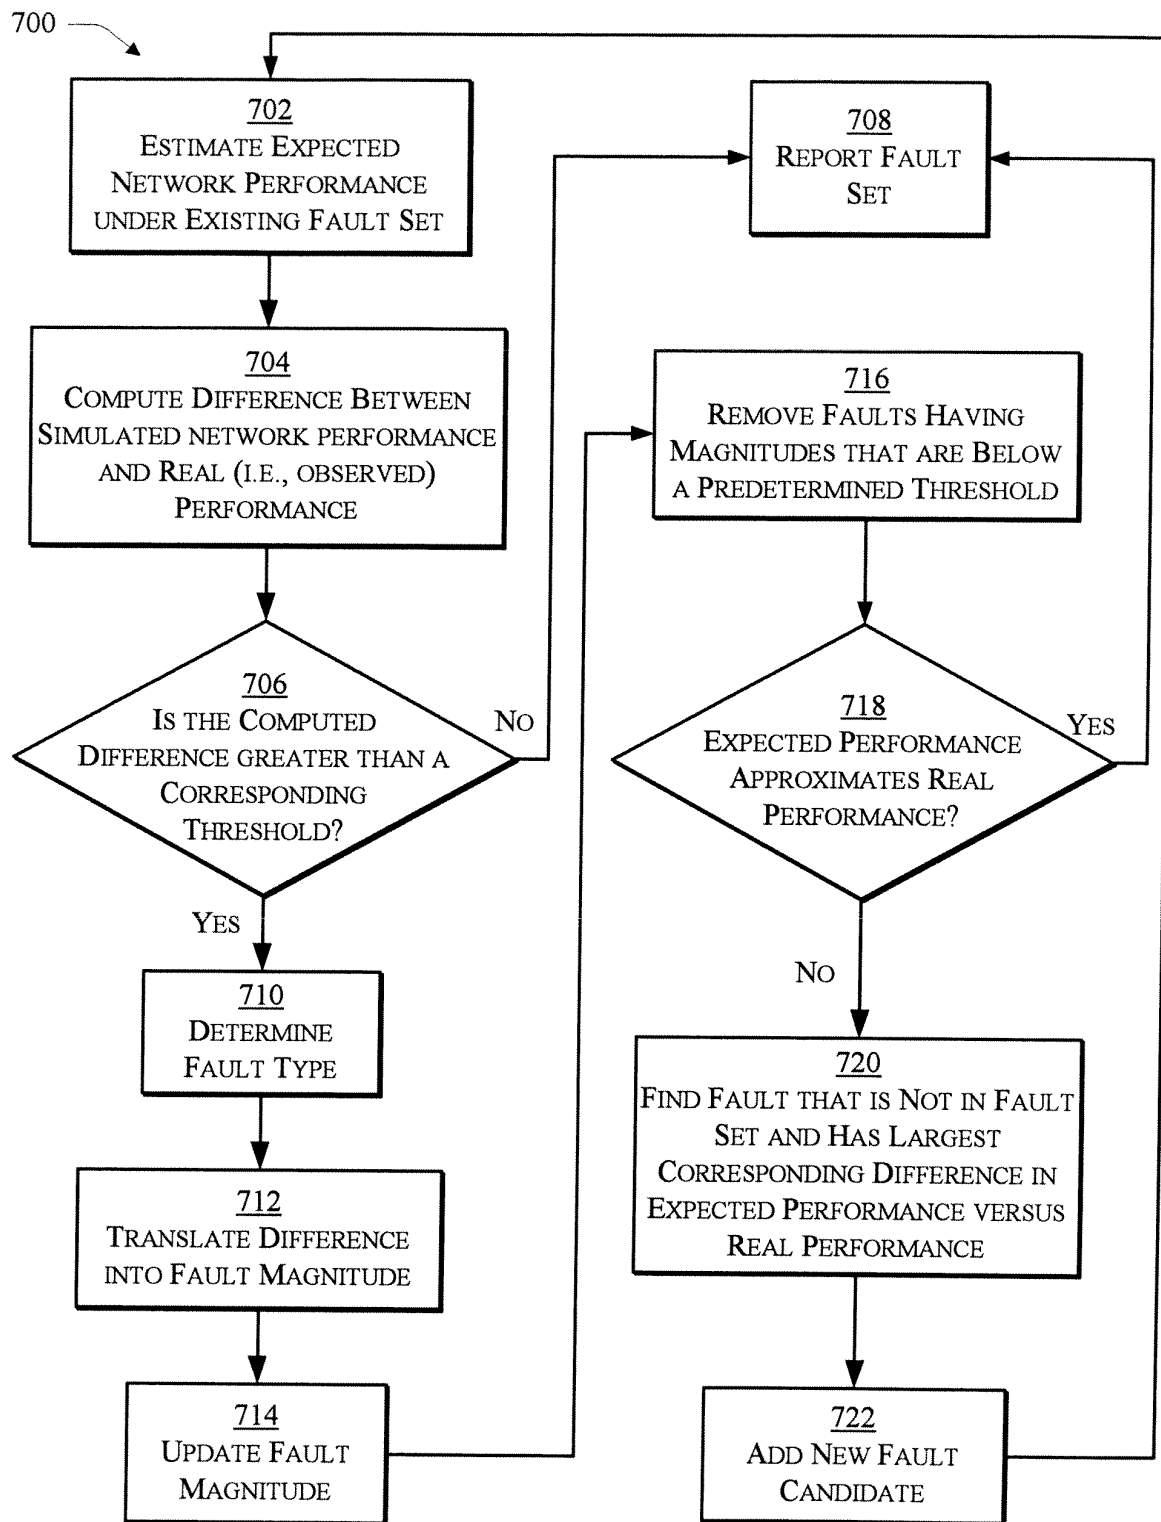 700
702
ESTIMATE EXPECTED
NETWORK PERFORMANCE
UNDER EXISTING FAULT SET
704
COMPUTE DIFFERENCE BETWEEN
SIMULATED NETWORK PERFORMANCE
AND REAL (I.E., OBSERVED)
PERFORMANCE
706
IS THE COMPUTED
DIFFERENCE GREATER THAN A
CORRESPONDING
THRESHOLD?
NO
YES
710
DETERMINE
FAULT TYPE
712
TRANSLATE DIFFERENCE
INTO FAULT MAGNITUDE
714
UPDATE FAULT
MAGNITUDE
708
REPORT FAULT
SET
716
REMOVE FAULTS HAVING
MAGNITUDES THAT ARE BELOW
A PREDETERMINED THRESHOLD
718
EXPECTED PERFORMANCE
APPROXIMATES REAL
PERFORMANCE?
YES
NO
720
FIND FAULT THAT IS NOT IN FAULT
SET AND HAS LARGEST
CORRESPONDING DIFFERENCE IN
EXPECTED PERFORMANCE VERSUS
REAL PERFORMANCE
722
ADD NEW FAULT
CANDIDATE